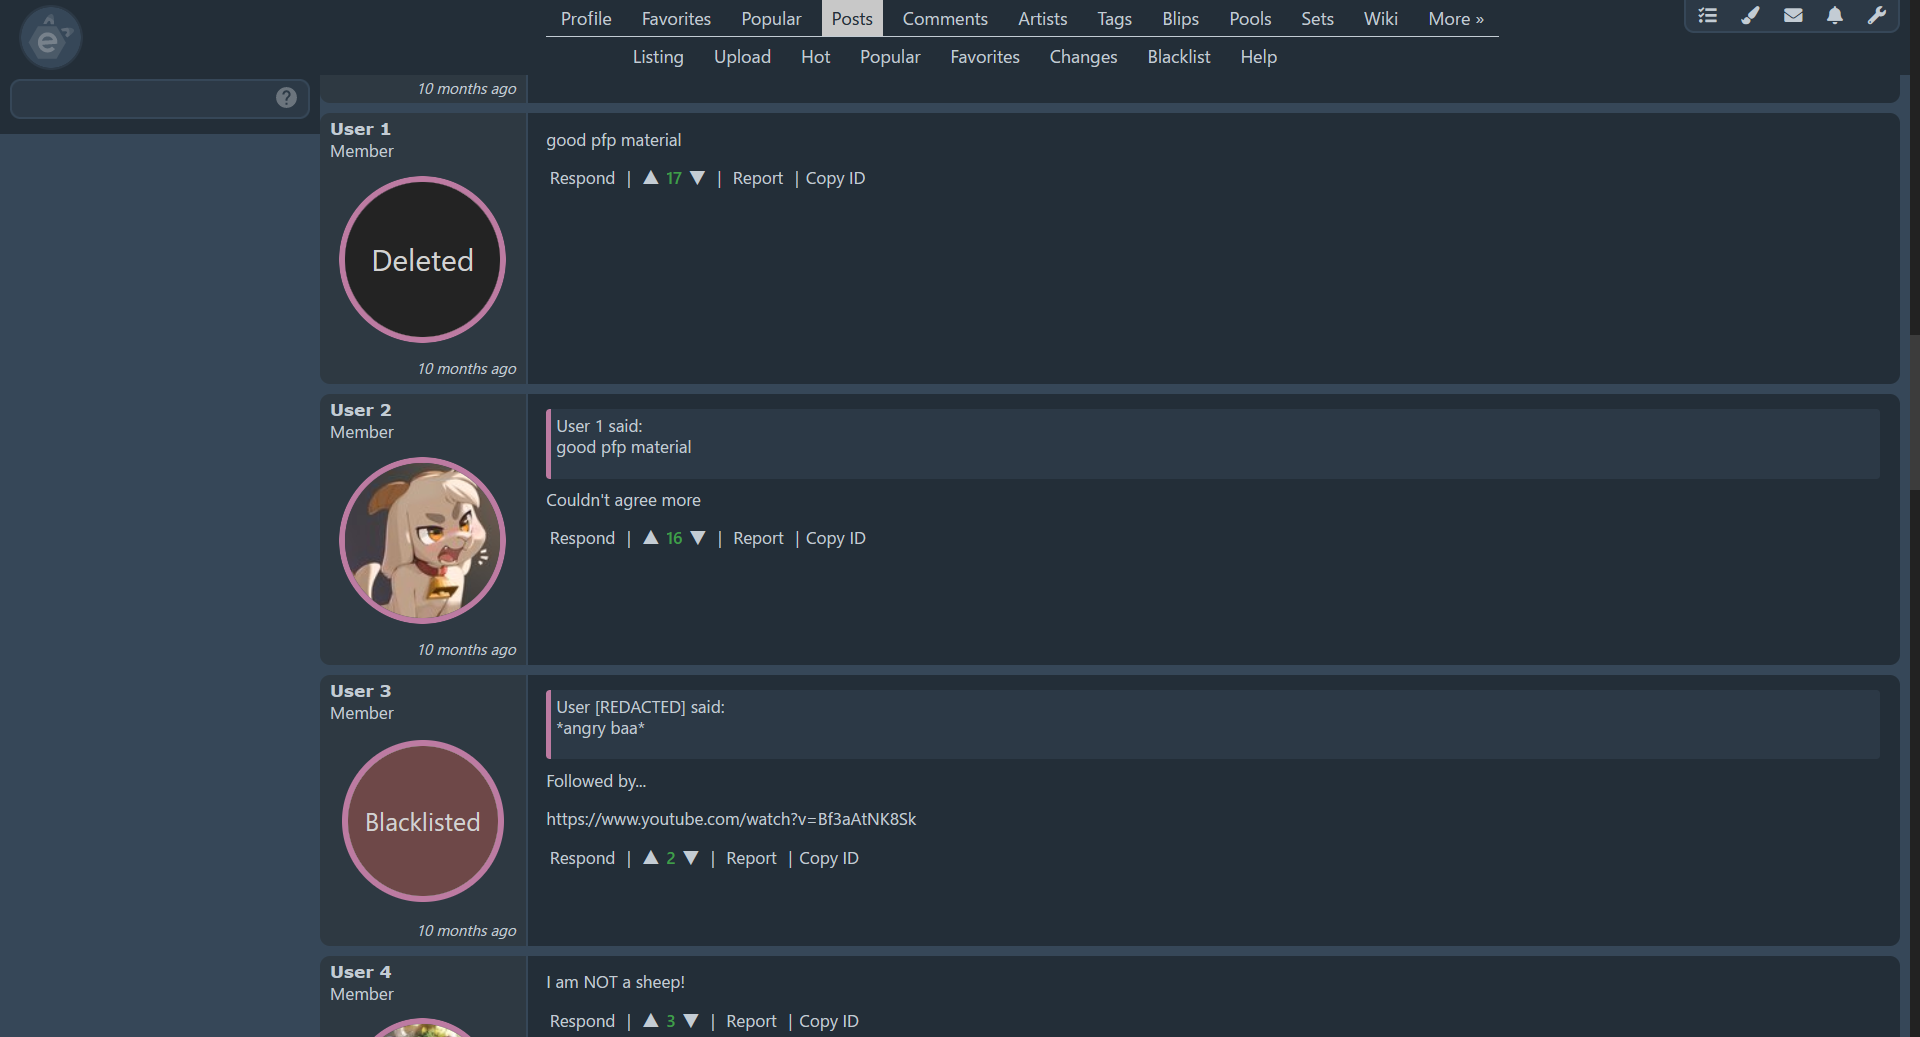 Profile Favorites Popular Posts Comments Artists Tags Blips Pools Sets Wiki More »
Listing Upload Hot Popular Favorites Changes Blacklist Help
10 months ago
User 1
Member
Deleted
10 months ago
good pfp material
Respond | ▲ 17 ▼ | Report | Copy ID
User 2
Member
10 months ago
User 1 said:
good pfp material
Couldn't agree more
Respond | ▲ 16 ▼ | Report | Copy ID
User 3
Member
Blacklisted
10 months ago
User [REDACTED] said:
*angry baa*
Followed by...
https://www.youtube.com/watch?v=Bf3aAtNK8Sk
Respond | ▲ 2 ▼ | Report | Copy ID
User 4
Member
I am NOT a sheep!
Respond | ▲ 3 ▼ | Report | Copy ID